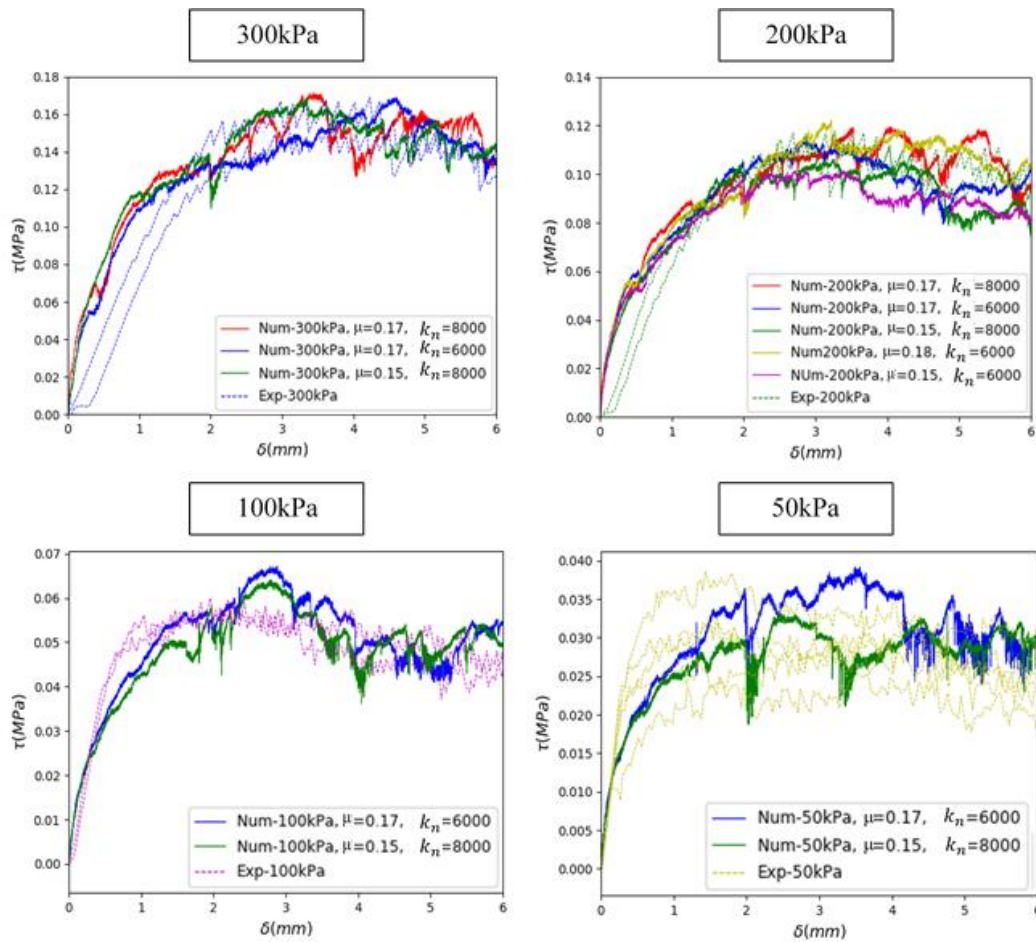 300kPa
0.18
0.16
0.14
0.12
0.10
0.08
0.06
0.04
0.02
0.00
τ(MPa)
Num-300kPa, μ=0.17, kₙ=8000
Num-300kPa, μ=0.17, kₙ=6000
Num-300kPa, μ=0.15, kₙ=8000
Exp-300kPa
0 1 2 3 4 5 6
δ(mm)
200kPa
0.14
0.12
0.10
0.08
0.06
0.04
0.02
0.00
τ(MPa)
Num-200kPa, μ=0.17, kₙ=8000
Num-200kPa, μ=0.17, kₙ=6000
Num-200kPa, μ=0.15, kₙ=8000
Num200kPa, μ=0.18, kₙ=6000
NUm-200kPa, μ=0.15, kₙ=6000
Exp-200kPa
0 1 2 3 4 5 6
δ(mm)
100kPa
0.07
0.06
0.05
0.04
0.03
0.02
0.01
0.00
τ(MPa)
Num-100kPa, μ=0.17, kₙ=6000
Num-100kPa, μ=0.15, kₙ=8000
Exp-100kPa
0 1 2 3 4 5 6
δ(mm)
50kPa
0.040
0.035
0.030
0.025
0.020
0.015
0.010
0.005
0.000
τ(MPa)
Num-50kPa, μ=0.17, kₙ=6000
Num-50kPa, μ=0.15, kₙ=8000
Exp-50kPa
0 1 2 3 4 5 6
δ(mm)